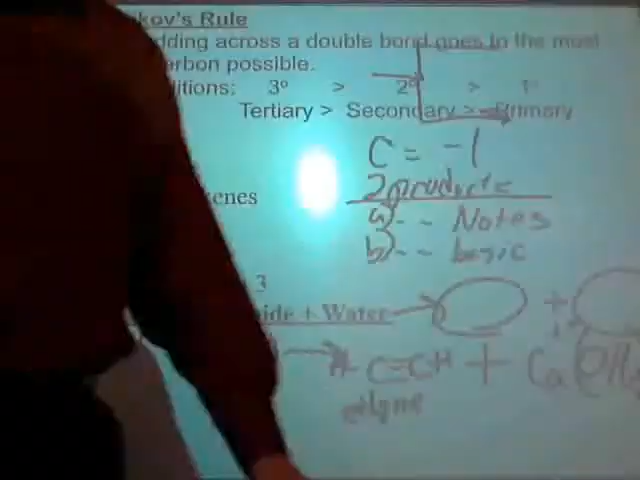 kov's Rule
dding across a double bond goes to the most
arbon possible.
ditions: 3° > 2° > 1°
Tertiary > Secondary > Primary
C = -1
2 products
a) -- Notes
enes
b) -- basic
3
ide + Water → +
→ H C≡CH + Ca(OH)